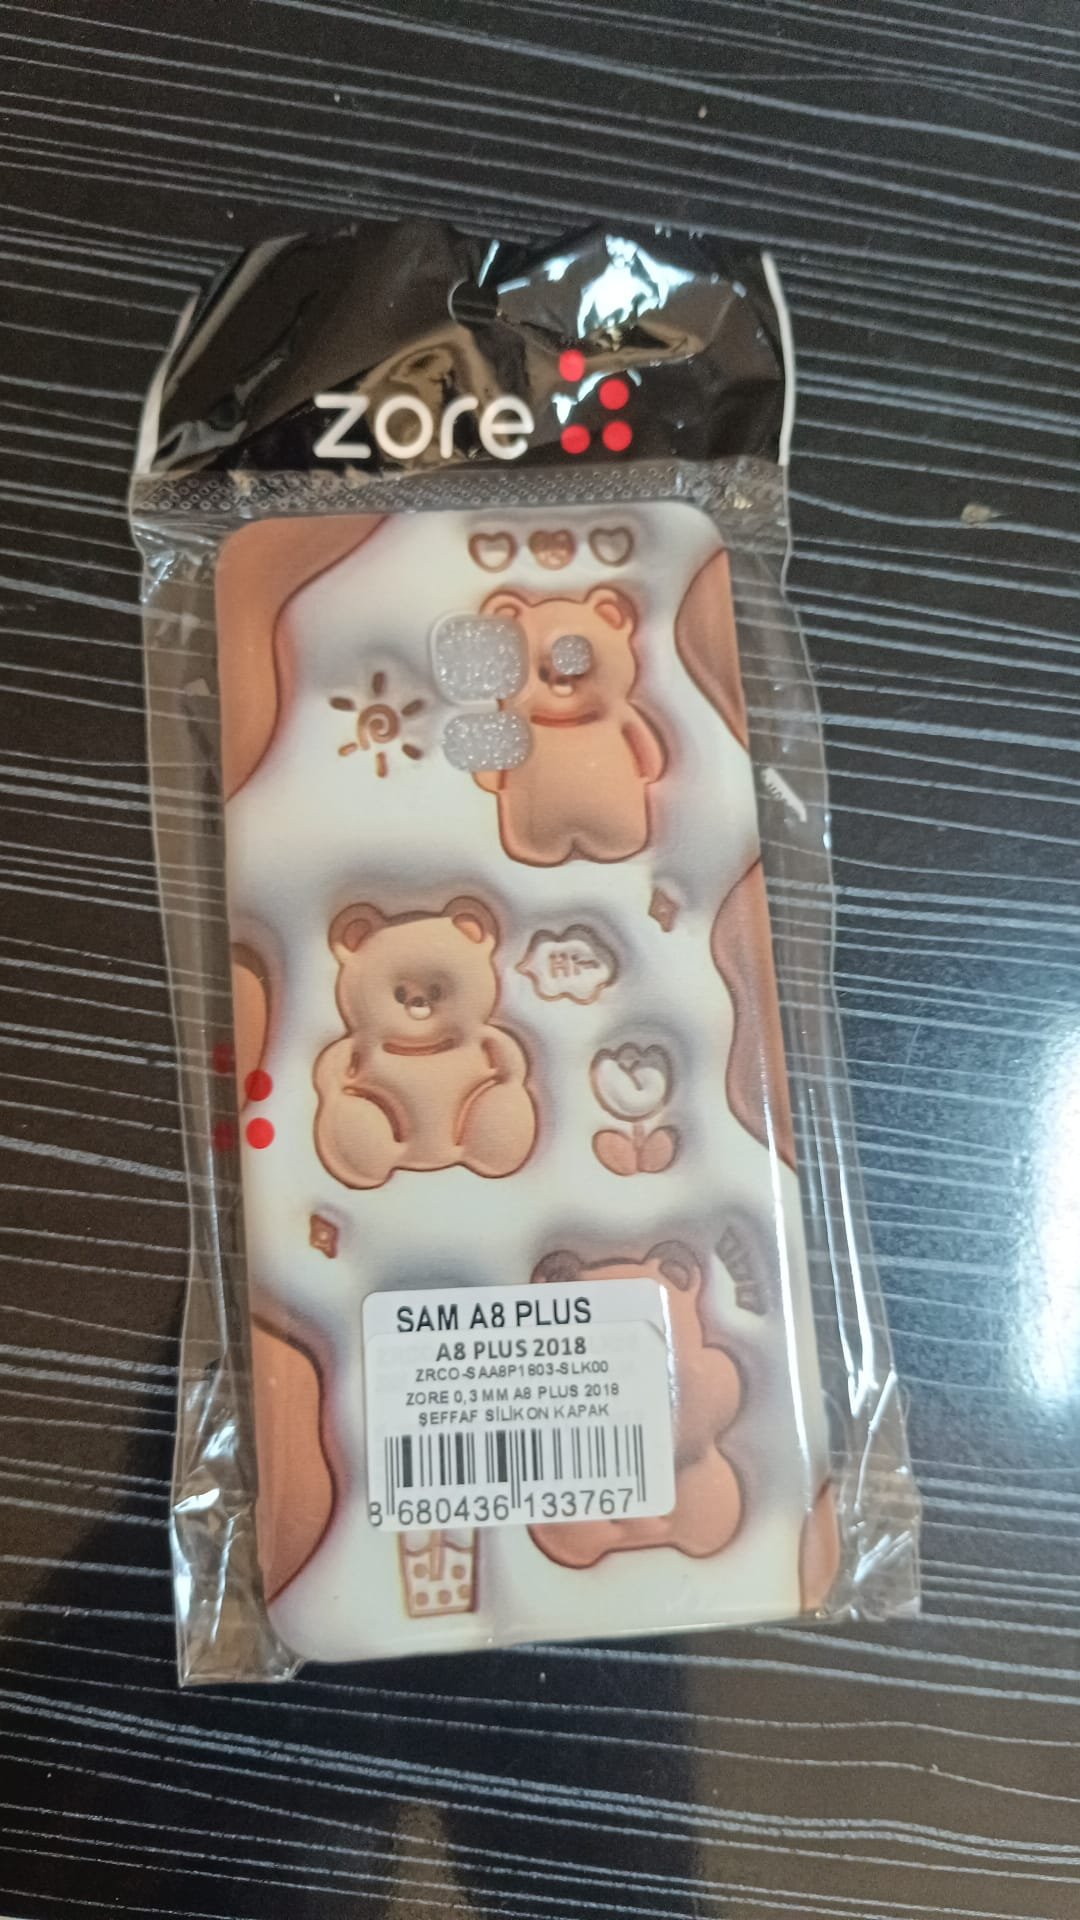 zore
Hi~
SAM A8 PLUS
A8 PLUS 2018
ZRCO-SAA8P1803-SLK00
ZORE 0,3 MM A8 PLUS 2018
ŞEFFAF SİLİKON KAPAK
8 680436 133767